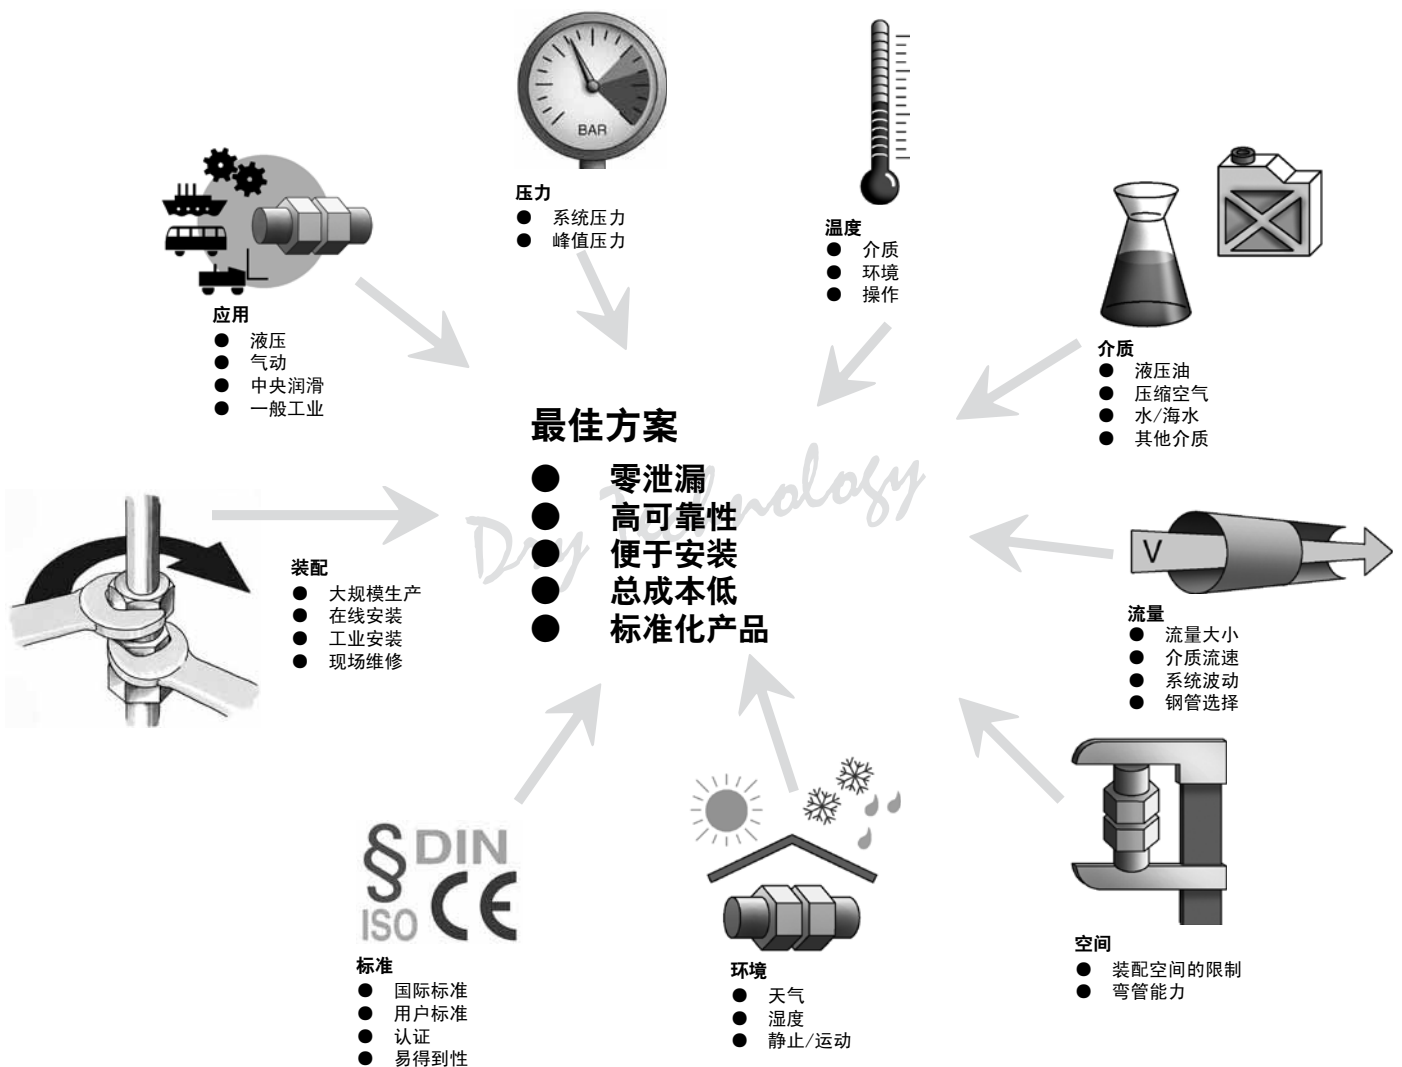 BAR
压力
● 系统压力
● 峰值压力
温度
● 介质
● 环境
● 操作
应用
● 液压
● 气动
● 中央润滑
● 一般工业
介质
● 液压油
● 压缩空气
● 水/海水
● 其他介质
最佳方案
● 零泄漏
● 高可靠性
● 便于安装
● 总成本低
● 标准化产品
Dry Technology
装配
● 大规模生产
● 在线安装
● 工业安装
● 现场维修
V
流量
● 流量大小
● 介质流速
● 系统波动
● 钢管选择
§ DIN
ISO CE
标准
● 国际标准
● 用户标准
● 认证
● 易得到性
环境
● 天气
● 湿度
● 静止/运动
空间
● 装配空间的限制
● 弯管能力